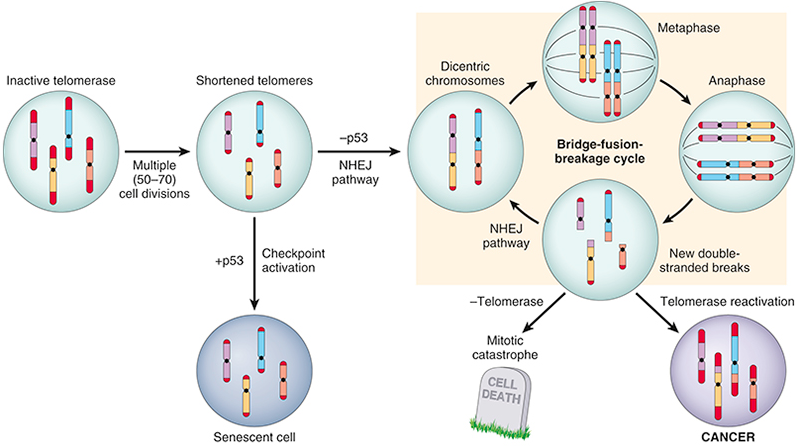 Inactive telomerase
Shortened telomeres
Multiple
(50–70)
cell divisions
–p53
NHEJ
pathway
+p53
Checkpoint
activation
Senescent cell
Dicentric
chromosomes
Metaphase
Anaphase
Bridge-fusion-
breakage cycle
NHEJ
pathway
New double-
stranded breaks
–Telomerase
Telomerase reactivation
Mitotic
catastrophe
CELL
DEATH
CANCER